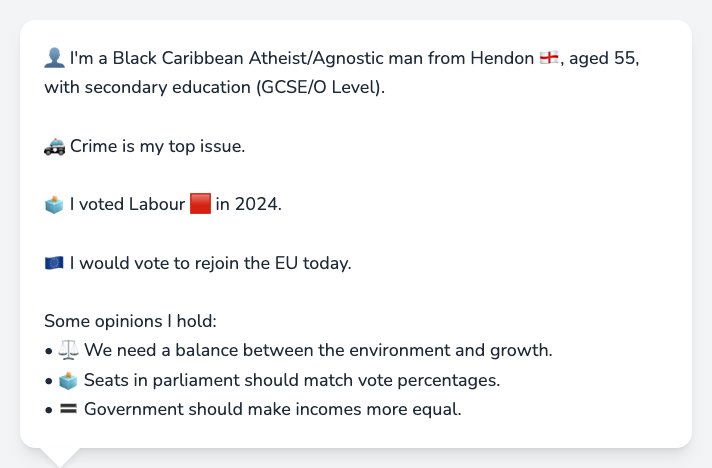 👤 I'm a Black Caribbean Atheist/Agnostic man from Hendon 🏴󠁧󠁢󠁥󠁮󠁧󠁿, aged 55,
with secondary education (GCSE/O Level).
🚓 Crime is my top issue.
🗳️ I voted Labour 🟥 in 2024.
🇪🇺 I would vote to rejoin the EU today.
Some opinions I hold:
• ⚖️ We need a balance between the environment and growth.
• 🗳️ Seats in parliament should match vote percentages.
• 🟰 Government should make incomes more equal.